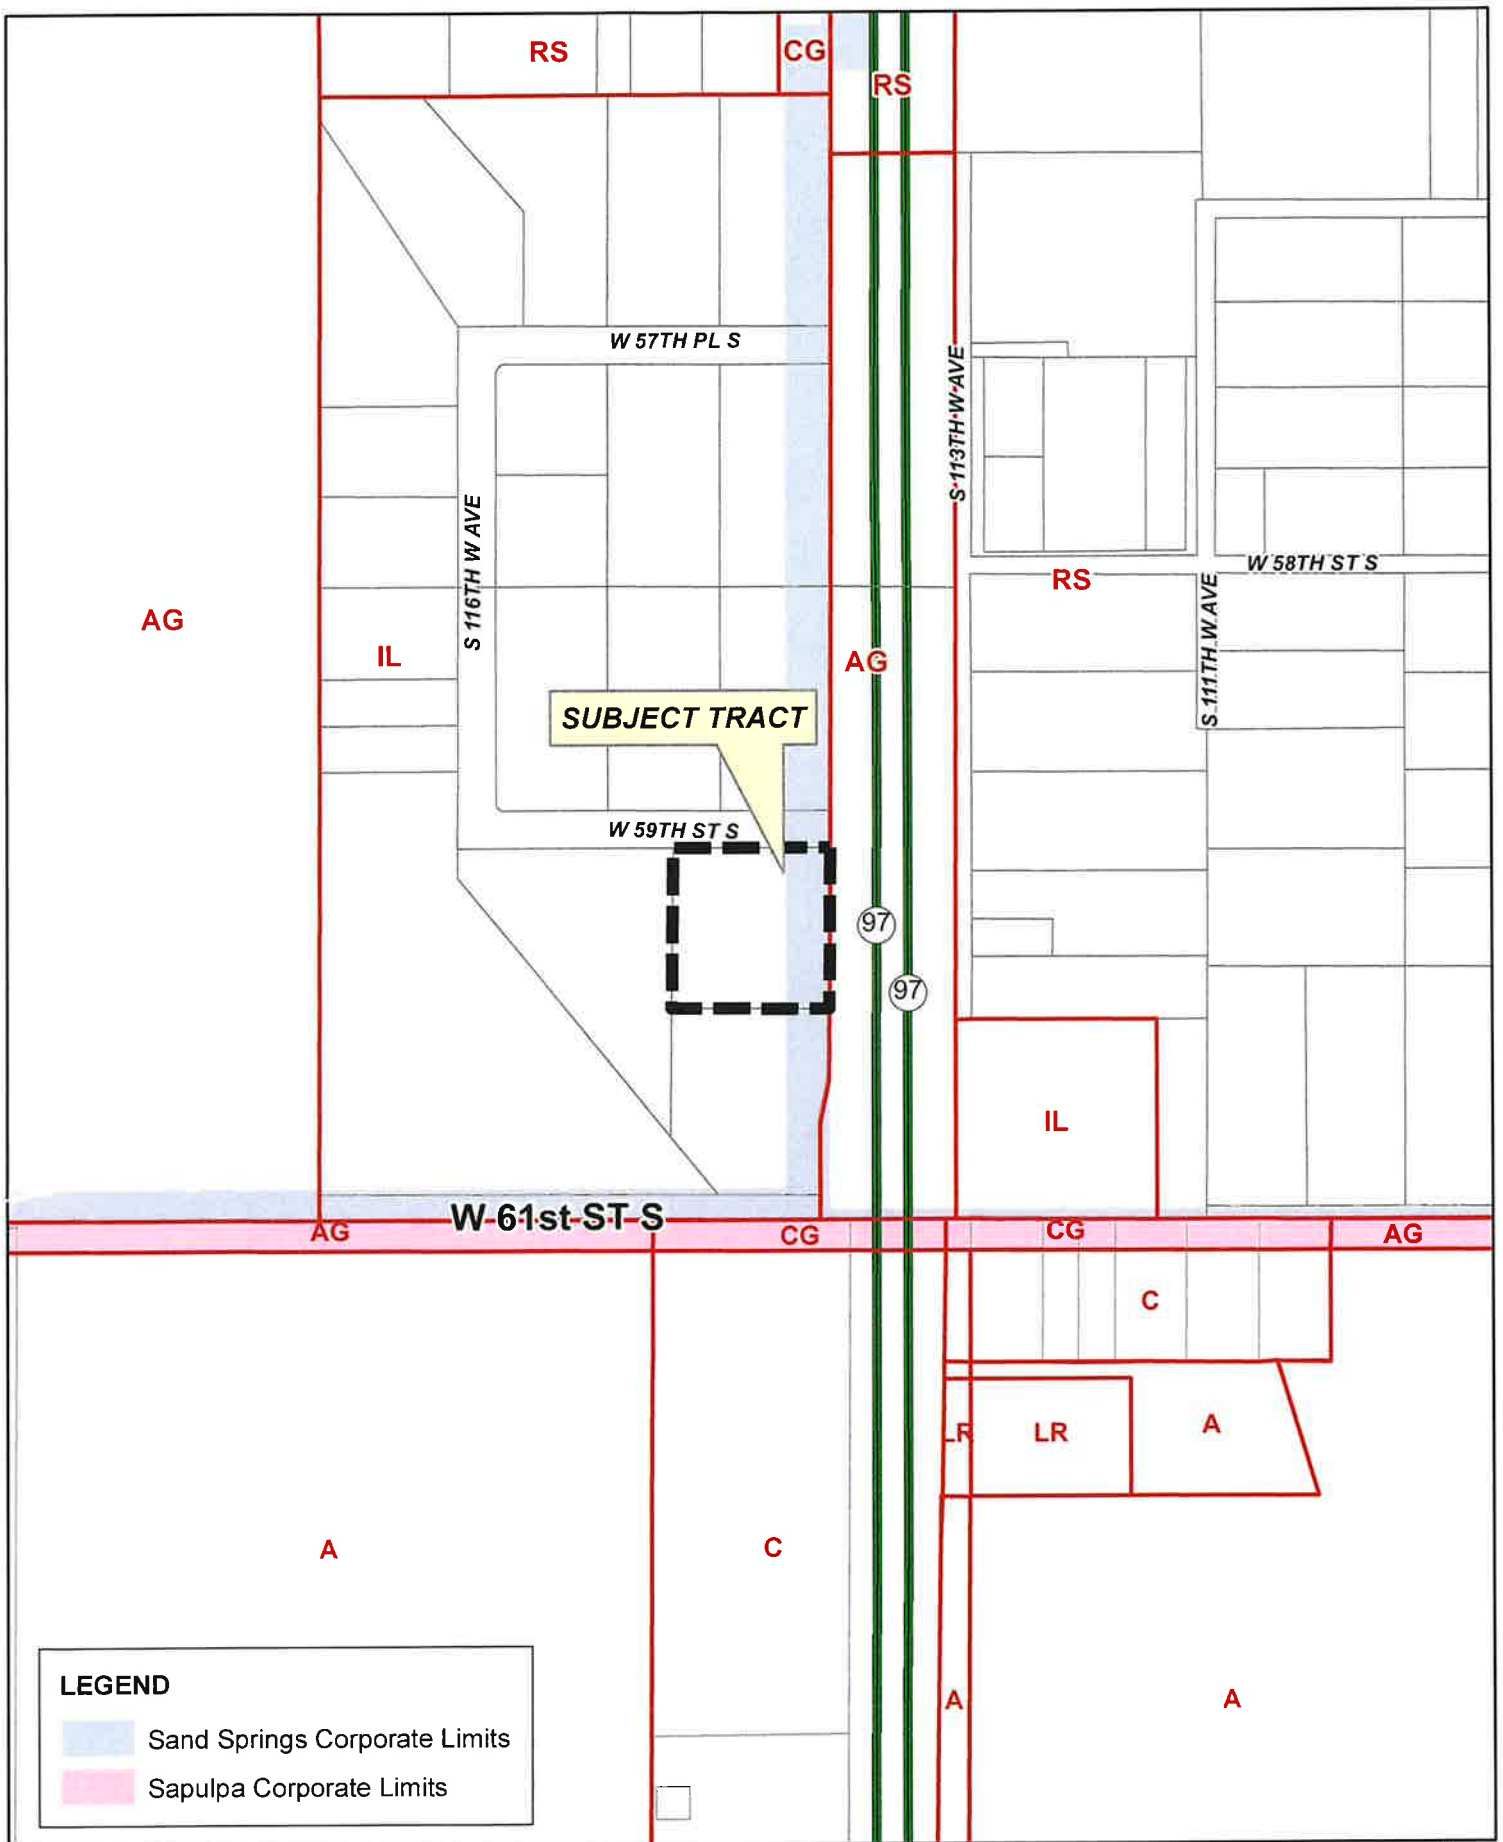 RS
CG
RS
W 57TH PL S
S 113TH W AVE
S 116TH W AVE
W 58TH ST S
RS
AG
IL
AG
S 111TH W AVE
SUBJECT TRACT
W 59TH ST S
97
97
IL
W 61st ST S
AG
CG
CG
AG
C
LR
LR
A
A
C
A
A
LEGEND
Sand Springs Corporate Limits
Sapulpa Corporate Limits